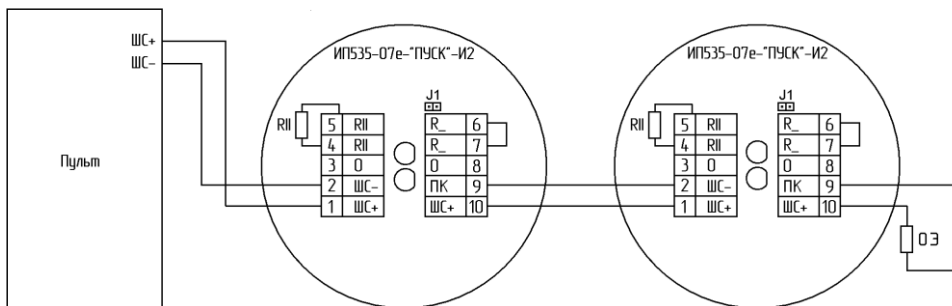 ШС+
ШС-
Пульт
ИП535-07е-"ПУСК"-И2
J1
RII
5 RII
4 RII
3 0
2 ШС-
1 ШС+
R_ 6
R_ 7
0 8
ПК 9
ШС+ 10
ИП535-07е-"ПУСК"-И2
J1
RII
5 RII
4 RII
3 0
2 ШС-
1 ШС+
R_ 6
R_ 7
0 8
ПК 9
ШС+ 10
ОЭ